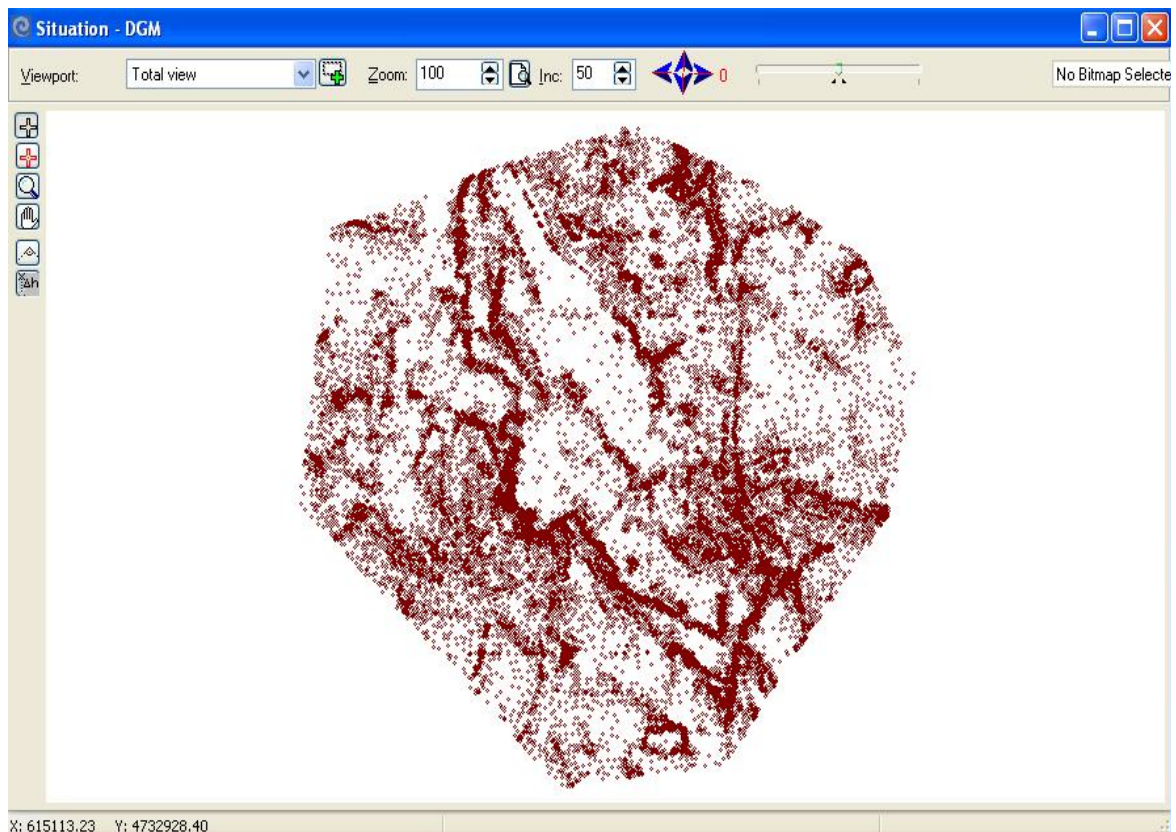 Situation - DGM
Viewport: Total view Zoom: 100 Inc: 50 0 No Bitmap Selecte
Δh
X: 615113.23 Y: 4732928.40